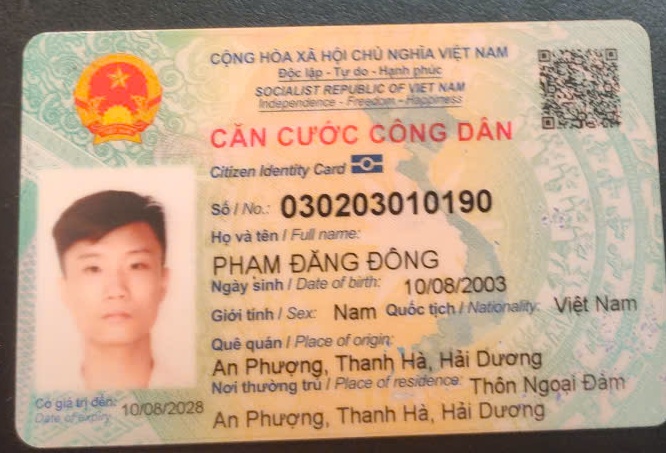 CỘNG HÒA XÃ HỘI CHỦ NGHĨA VIỆT NAM
Độc lập - Tự do - Hạnh phúc
SOCIALIST REPUBLIC OF VIET NAM
Independence - Freedom - Happiness
CĂN CƯỚC CÔNG DÂN
Citizen Identity Card
Số / No.: 030203010190
Họ và tên / Full name:
PHẠM ĐĂNG ĐÔNG
Ngày sinh / Date of birth: 10/08/2003
Giới tính / Sex: Nam Quốc tịch / Nationality: Việt Nam
Quê quán / Place of origin:
An Phượng, Thanh Hà, Hải Dương
Nơi thường trú / Place of residence: Thôn Ngoại Đàm
An Phượng, Thanh Hà, Hải Dương
Có giá trị đến: 10/08/2028
Date of expiry